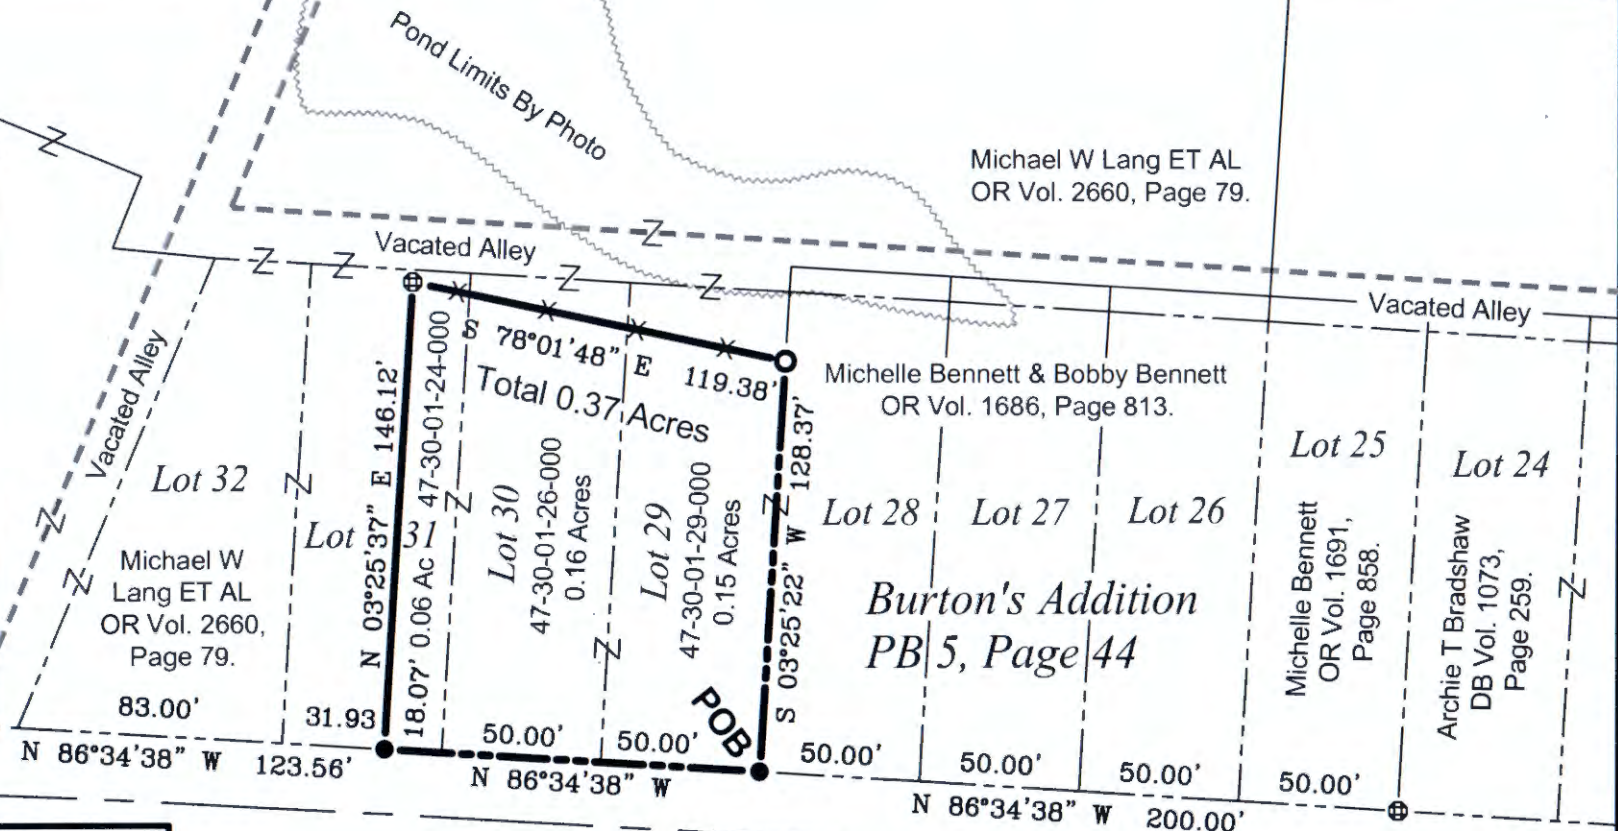 Pond Limits By Photo
Michael W Lang ET AL
OR Vol. 2660, Page 79.
Vacated Alley
Vacated Alley
Vacated Alley
S 78°01'48" E 119.38'
Total 0.37 Acres
Michelle Bennett & Bobby Bennett
OR Vol. 1686, Page 813.
N 03°25'37" E 146.12'
47-30-01-24-000
18.07' 0.06 Ac
S 03°25'22" W 128.37'
Lot 32
Michael W
Lang ET AL
OR Vol. 2660,
Page 79.
Lot 31
Lot 30
47-30-01-26-000
0.16 Acres
Lot 29
47-30-01-29-000
0.15 Acres
Lot 28
Lot 27
Lot 26
Lot 25
Lot 24
Burton's Addition
PB 5, Page 44
Michelle Bennett
OR Vol. 1691,
Page 858.
Archie T Bradshaw
DB Vol. 1073,
Page 259.
POB
83.00'
31.93
50.00'
50.00'
50.00'
50.00'
50.00'
50.00'
N 86°34'38" W 123.56'
N 86°34'38" W
N 86°34'38" W 200.00'